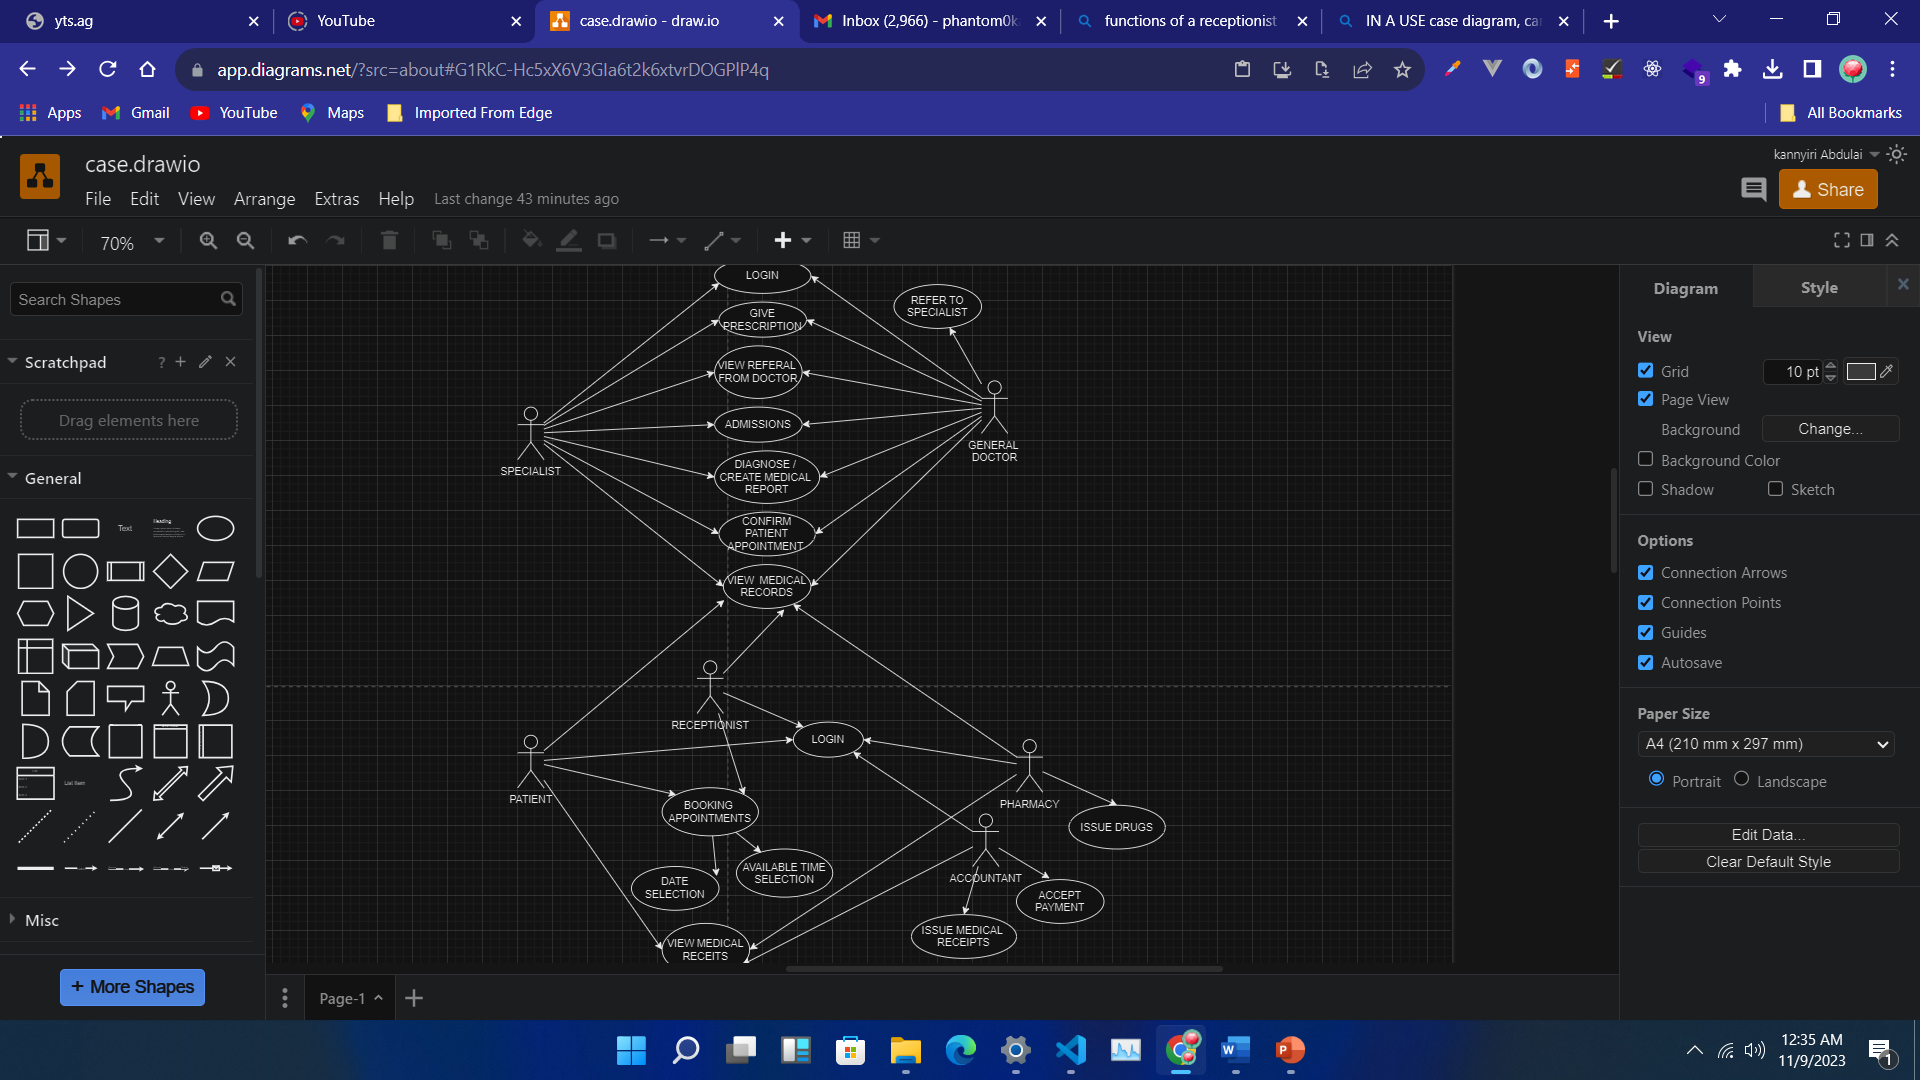 yts.ag
YouTube
case.drawio - draw.io
Inbox (2,966) - phantom0k
functions of a receptionist
IN A USE case diagram, ca
app.diagrams.net/?src=about#G1RkC-Hc5xX6V3GIa6t2k6xtvrDOGPlP4q
9
Apps
Gmail
YouTube
Maps
Imported From Edge
All Bookmarks
case.drawio
kannyiri Abdulai
File
Edit
View
Arrange
Extras
Help
Last change 43 minutes ago
Share
70%
Search Shapes
Scratchpad
?
Drag elements here
General
Text
Heading
List Item
Misc
+ More Shapes
LOGIN
GIVE
PRESCRIPTION
REFER TO
SPECIALIST
VIEW REFERAL
FROM DOCTOR
ADMISSIONS
SPECIALIST
GENERAL
DOCTOR
DIAGNOSE /
CREATE MEDICAL
REPORT
CONFIRM
PATIENT
APPOINTMENT
VIEW MEDICAL
RECORDS
RECEPTIONIST
LOGIN
PATIENT
PHARMACY
BOOKING
APPOINTMENTS
ISSUE DRUGS
DATE
SELECTION
AVAILABLE TIME
SELECTION
ACCOUNTANT
ACCEPT
PAYMENT
ISSUE MEDICAL
RECEIPTS
VIEW MEDICAL
RECEITS
Page-1
Diagram
Style
View
Grid
10 pt
Page View
Background
Change...
Background Color
Shadow
Sketch
Options
Connection Arrows
Connection Points
Guides
Autosave
Paper Size
A4 (210 mm x 297 mm)
Portrait
Landscape
Edit Data...
Clear Default Style
12:35 AM
11/9/2023
1